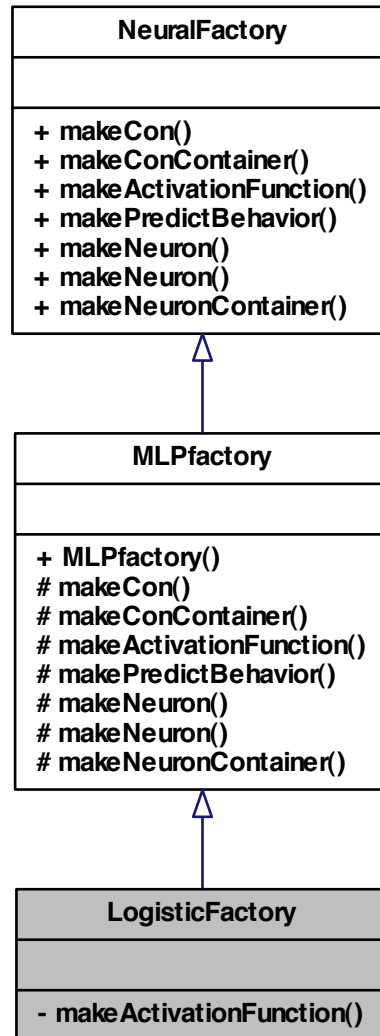 NeuralFactory
+ makeCon()
+ makeConContainer()
+ makeActivationFunction()
+ makePredictBehavior()
+ makeNeuron()
+ makeNeuron()
+ makeNeuronContainer()
MLPfactory
+ MLPfactory()
# makeCon()
# makeConContainer()
# makeActivationFunction()
# makePredictBehavior()
# makeNeuron()
# makeNeuron()
# makeNeuronContainer()
LogisticFactory
- makeActivationFunction()